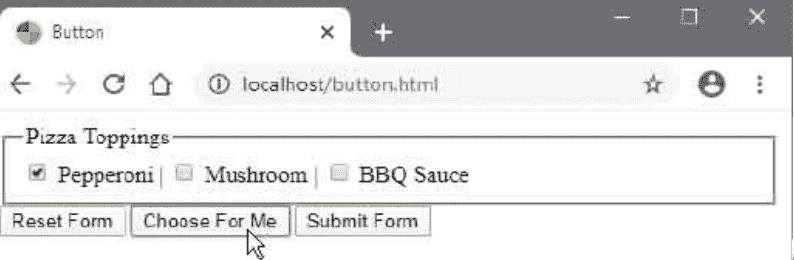 Button
localhost/button.html
Pizza Toppings
Pepperoni | Mushroom | BBQ Sauce
Reset Form Choose For Me Submit Form